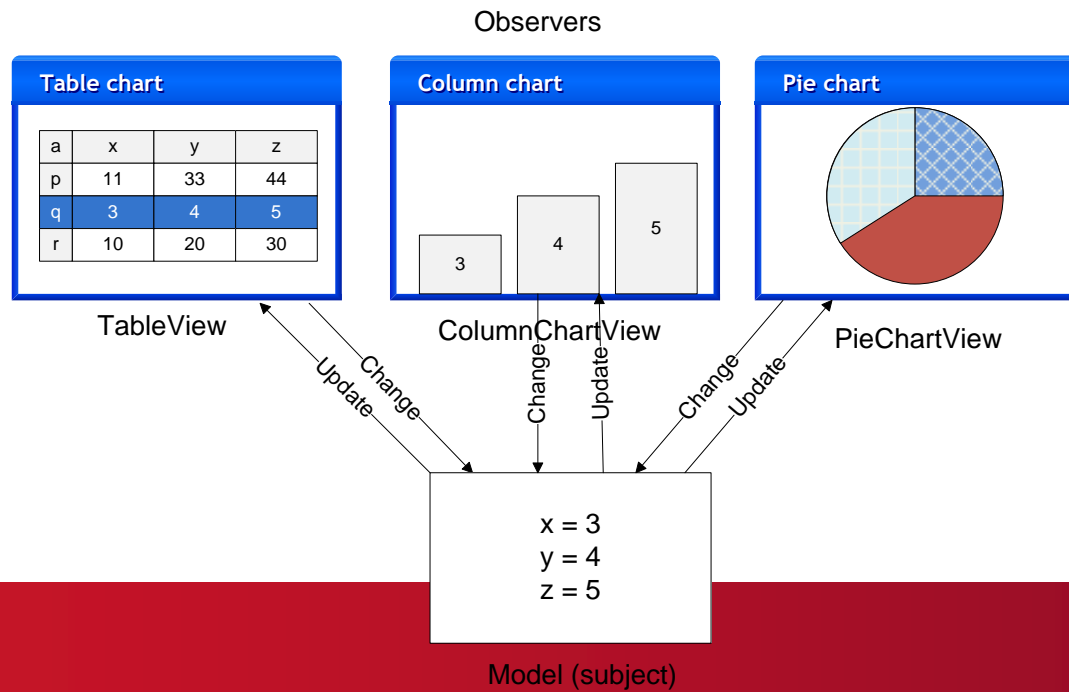 Observers
Table chart
Column chart
Pie chart
a x y z
p 11 33 44
q 3 4 5
r 10 20 30
3
4
5
TableView
ColumnChartView
PieChartView
Update
Change
Change
Update
Change
Update
x = 3
y = 4
z = 5
Model (subject)